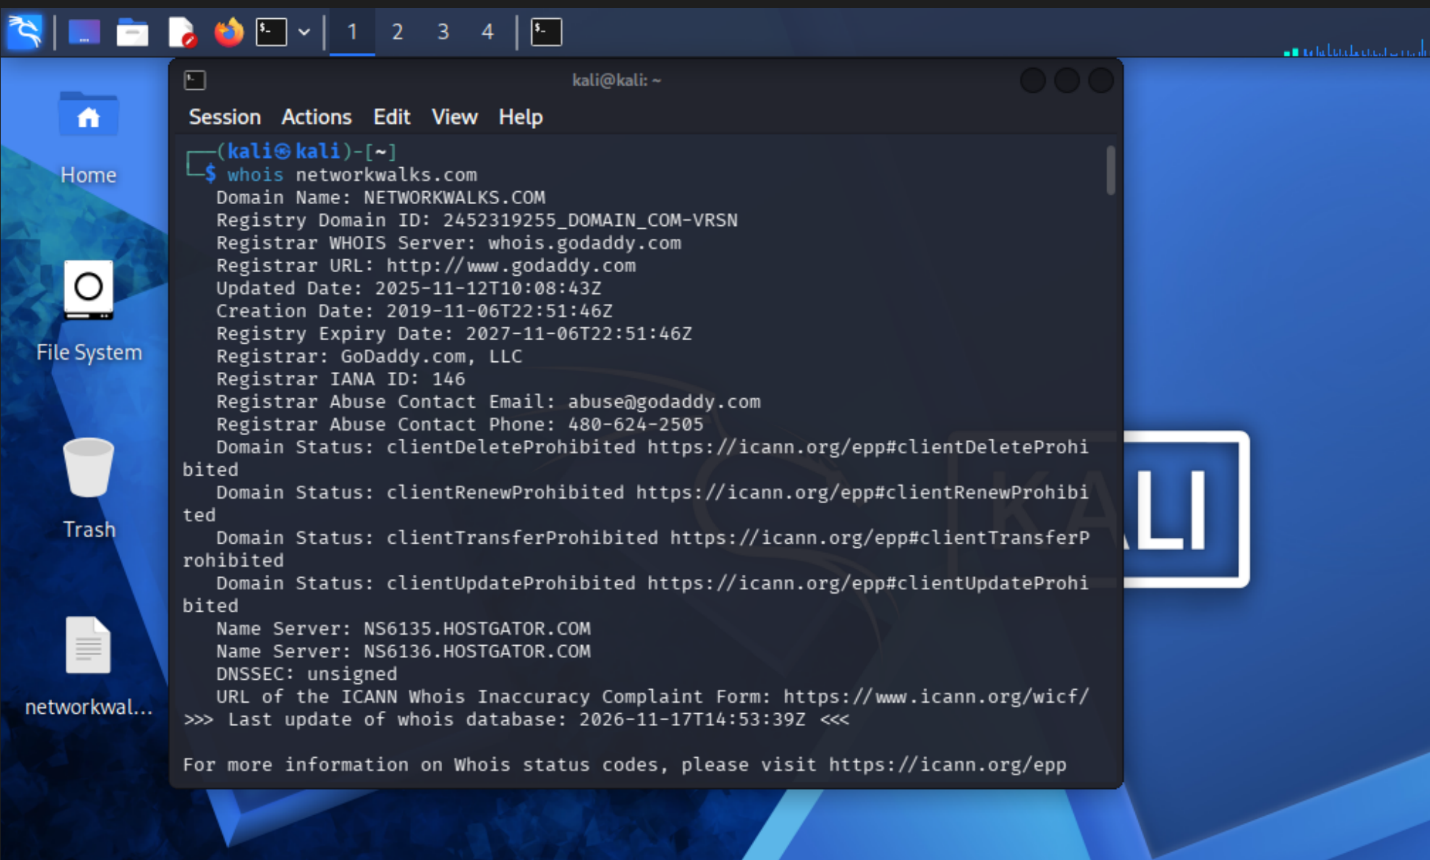 1 2 3 4
kali@kali: ~
Session Actions Edit View Help
┌──(kali㉿kali)-[~]
└─$ whois networkwalks.com
Domain Name: NETWORKWALKS.COM
Registry Domain ID: 2452319255_DOMAIN_COM-VRSN
Registrar WHOIS Server: whois.godaddy.com
Registrar URL: http://www.godaddy.com
Updated Date: 2025-11-12T10:08:43Z
Creation Date: 2019-11-06T22:51:46Z
Registry Expiry Date: 2027-11-06T22:51:46Z
Registrar: GoDaddy.com, LLC
Registrar IANA ID: 146
Registrar Abuse Contact Email: abuse@godaddy.com
Registrar Abuse Contact Phone: 480-624-2505
Domain Status: clientDeleteProhibited https://icann.org/epp#clientDeleteProhi
bited
Domain Status: clientRenewProhibited https://icann.org/epp#clientRenewProhibi
ted
Domain Status: clientTransferProhibited https://icann.org/epp#clientTransferP
rohibited
Domain Status: clientUpdateProhibited https://icann.org/epp#clientUpdateProhi
bited
Name Server: NS6135.HOSTGATOR.COM
Name Server: NS6136.HOSTGATOR.COM
DNSSEC: unsigned
URL of the ICANN Whois Inaccuracy Complaint Form: https://www.icann.org/wicf/
>>> Last update of whois database: 2026-11-17T14:53:39Z <<<
For more information on Whois status codes, please visit https://icann.org/epp
Home
File System
Trash
networkwal...
KALI